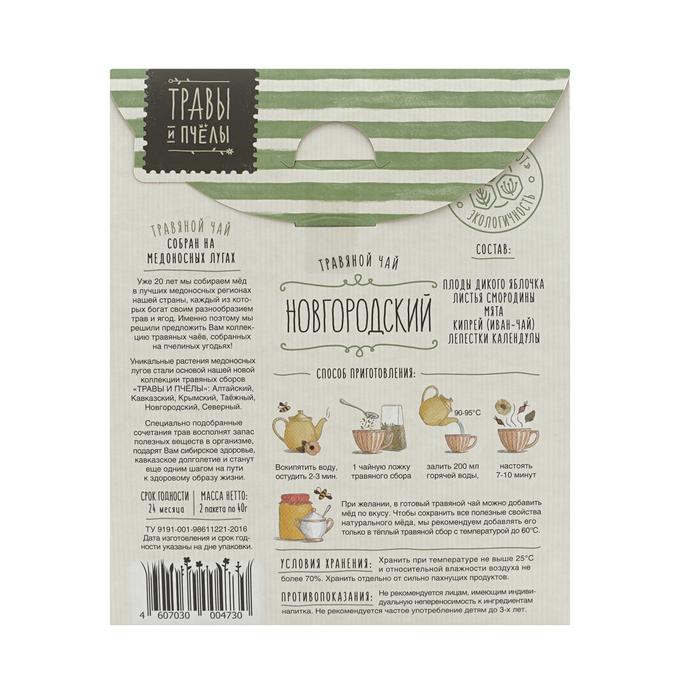 ТРАВЫ
И ПЧЁЛЫ
ЭКОЛОГИЧНОСТЬ
ТРАВЯНОЙ ЧАЙ
СОБРАН НА
МЕДОНОСНЫХ ЛУГАХ
Уже 20 лет мы собираем мёд
в лучших медоносных регионах
нашей страны, каждый из кото-
рых богат своим разнообразием
трав и ягод. Именно поэтому мы
решили предложить Вам коллек-
цию травяных чаёв, собранных
на пчелиных угодьях!
Уникальные растения медоносных
лугов стали основой нашей новой
коллекции травяных сборов
«ТРАВЫ И ПЧЁЛЫ»: Алтайский,
Кавказский, Крымский, Таёжный,
Новгородский, Северный.
Специально подобранные
сочетания трав восполнят запас
полезных веществ в организме,
подарят Вам сибирское здоровье,
кавказское долголетие и станут
еще одним шагом на пути
к здоровому образу жизни.
СРОК ГОДНОСТИ
24 месяца
МАССА НЕТТО:
2 пакета по 40г
ТУ 9191-001-98611221-2016
Дата изготовления и срок год-
ности указаны на дне упаковки.
4 607030 004730
ТРАВЯНОЙ ЧАЙ
НОВГОРОДСКИЙ
СОСТАВ:
ПЛОДЫ ДИКОГО ЯБЛОЧКА
ЛИСТЬЯ СМОРОДИНЫ
МЯТА
КИПРЕЙ (ИВАН-ЧАЙ)
ЛЕПЕСТКИ КАЛЕНДУЛЫ
СПОСОБ ПРИГОТОВЛЕНИЯ:
90-95°C
Вскипятить воду,
остудить 2-3 мин.
1 чайную ложку
травяного сбора
залить 200 мл
горячей воды,
настоять
7-10 минут
При желании, в готовый травяной чай можно добавить
мёд по вкусу. Чтобы сохранить все полезные свойства
натурального мёда, мы рекомендуем добавлять его
только в тёплый травяной сбор с температурой до 60°C.
УСЛОВИЯ ХРАНЕНИЯ: Хранить при температуре не выше 25°C
и относительной влажности воздуха не
более 70%. Хранить отдельно от сильно пахнущих продуктов.
ПРОТИВОПОКАЗАНИЯ: Не рекомендуется лицам, имеющим индиви-
дуальную непереносимость к ингредиентам
напитка. Не рекомендуется частое употребление детям до 3-х лет.